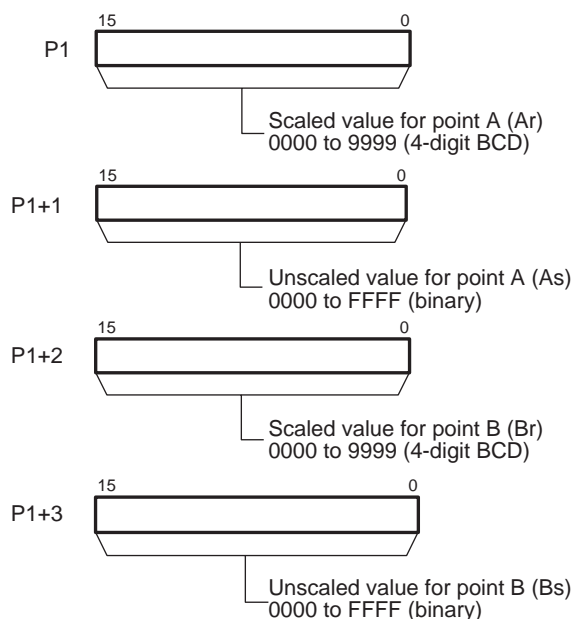 15 0
P1
Scaled value for point A (Ar)
0000 to 9999 (4-digit BCD)
15 0
P1+1
Unscaled value for point A (As)
0000 to FFFF (binary)
15 0
P1+2
Scaled value for point B (Br)
0000 to 9999 (4-digit BCD)
15 0
P1+3
Unscaled value for point B (Bs)
0000 to FFFF (binary)